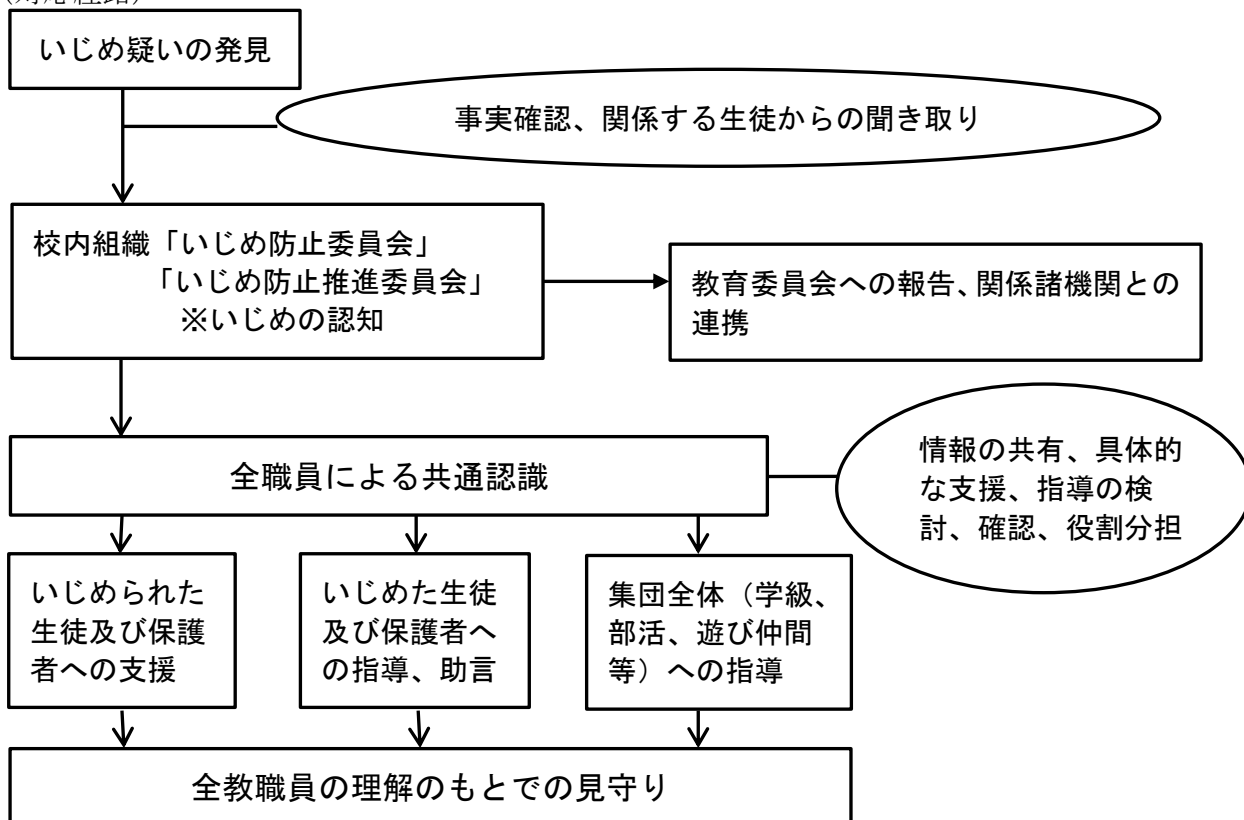 (対応経路)
いじめ疑いの発見
事実確認、関係する生徒からの聞き取り
校内組織「いじめ防止委員会」
「いじめ防止推進委員会」
※いじめの認知
教育委員会への報告、関係諸機関との
連携
全職員による共通認識
情報の共有、具体的
な支援、指導の検
討、確認、役割分担
いじめられた
生徒及び保護
者への支援
いじめた生徒
及び保護者へ
の指導、助言
集団全体（学級、
部活、遊び仲間
等）への指導
全教職員の理解のもとでの見守り